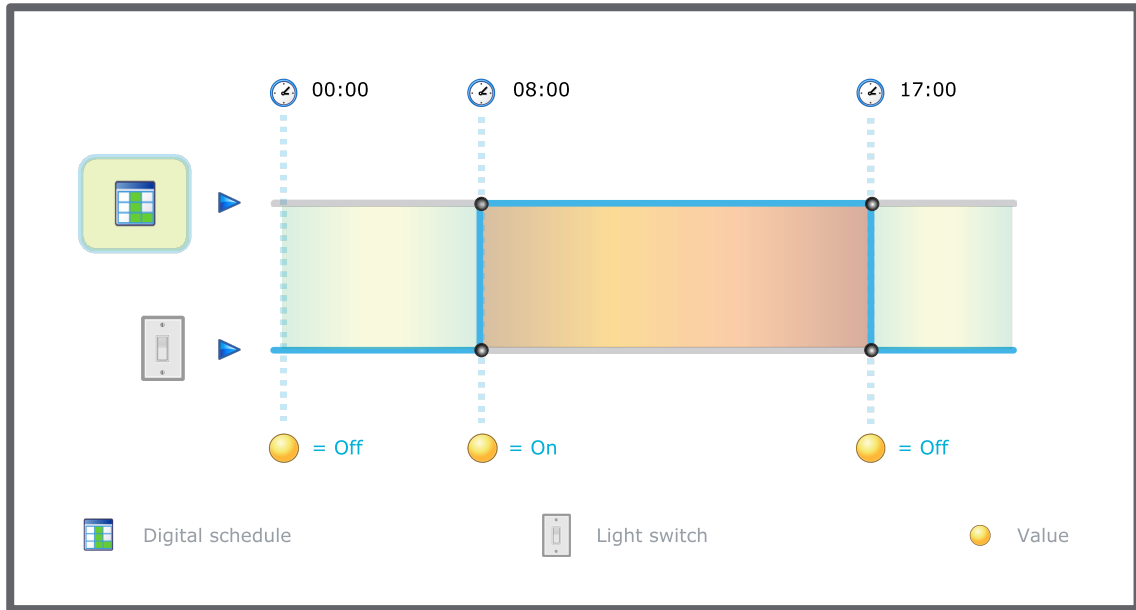 00:00
08:00
17:00
= Off
= On
= Off
Digital schedule
Light switch
Value